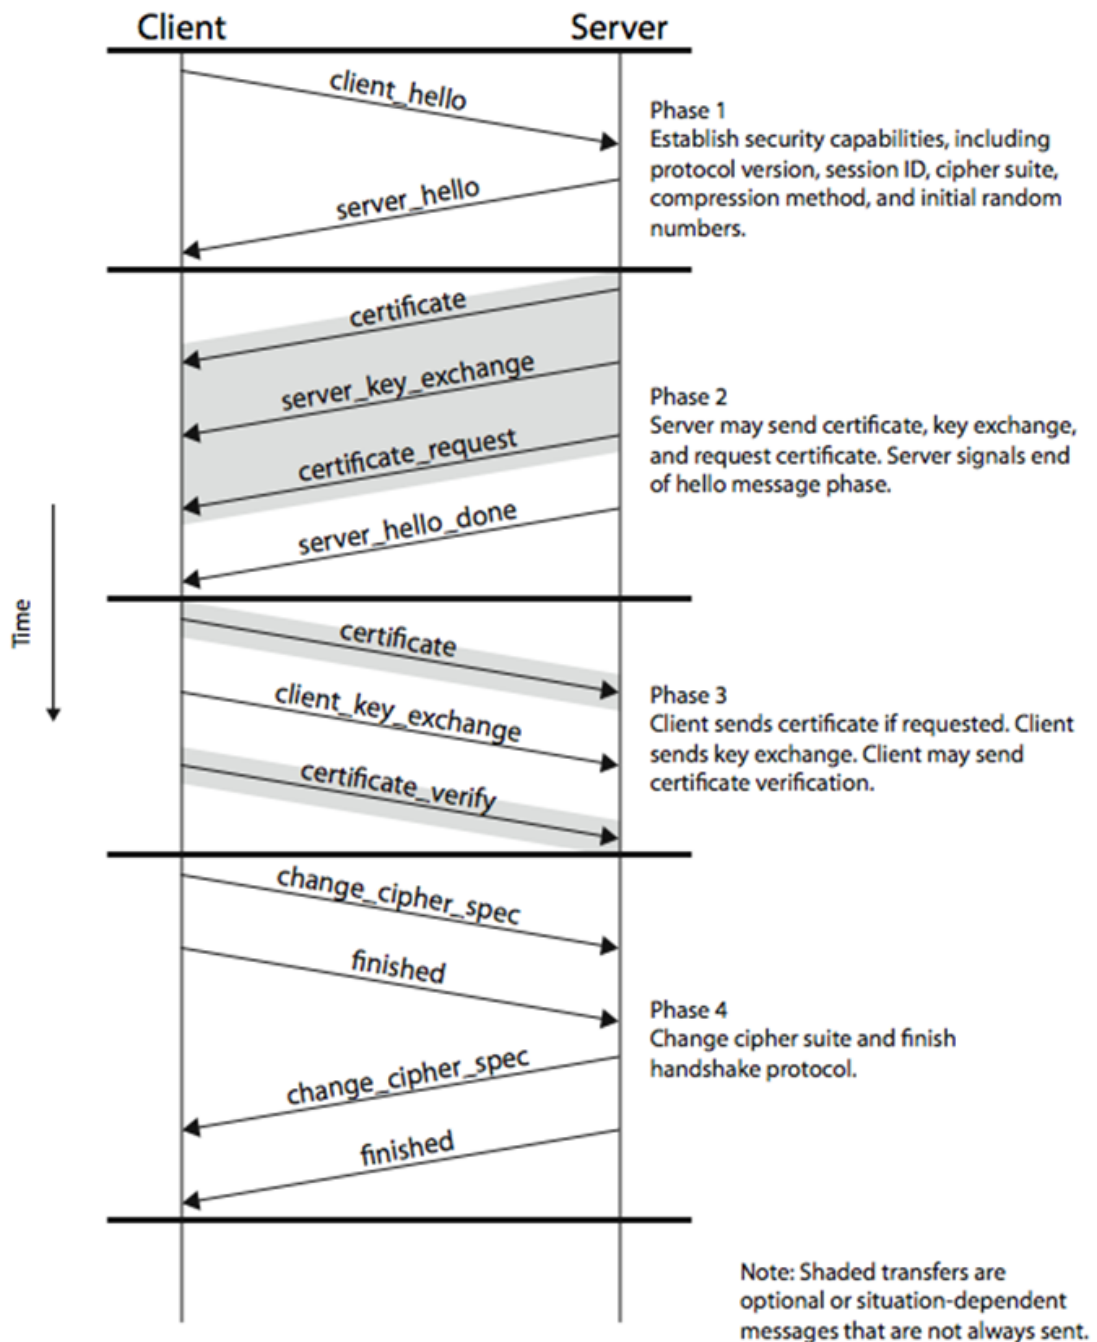 Client
Server
client_hello
server_hello
Phase 1
Establish security capabilities, including
protocol version, session ID, cipher suite,
compression method, and initial random
numbers.
certificate
server_key_exchange
certificate_request
server_hello_done
Phase 2
Server may send certificate, key exchange,
and request certificate. Server signals end
of hello message phase.
Time
certificate
client_key_exchange
certificate_verify
Phase 3
Client sends certificate if requested. Client
sends key exchange. Client may send
certificate verification.
change_cipher_spec
finished
change_cipher_spec
finished
Phase 4
Change cipher suite and finish
handshake protocol.
Note: Shaded transfers are
optional or situation-dependent
messages that are not always sent.